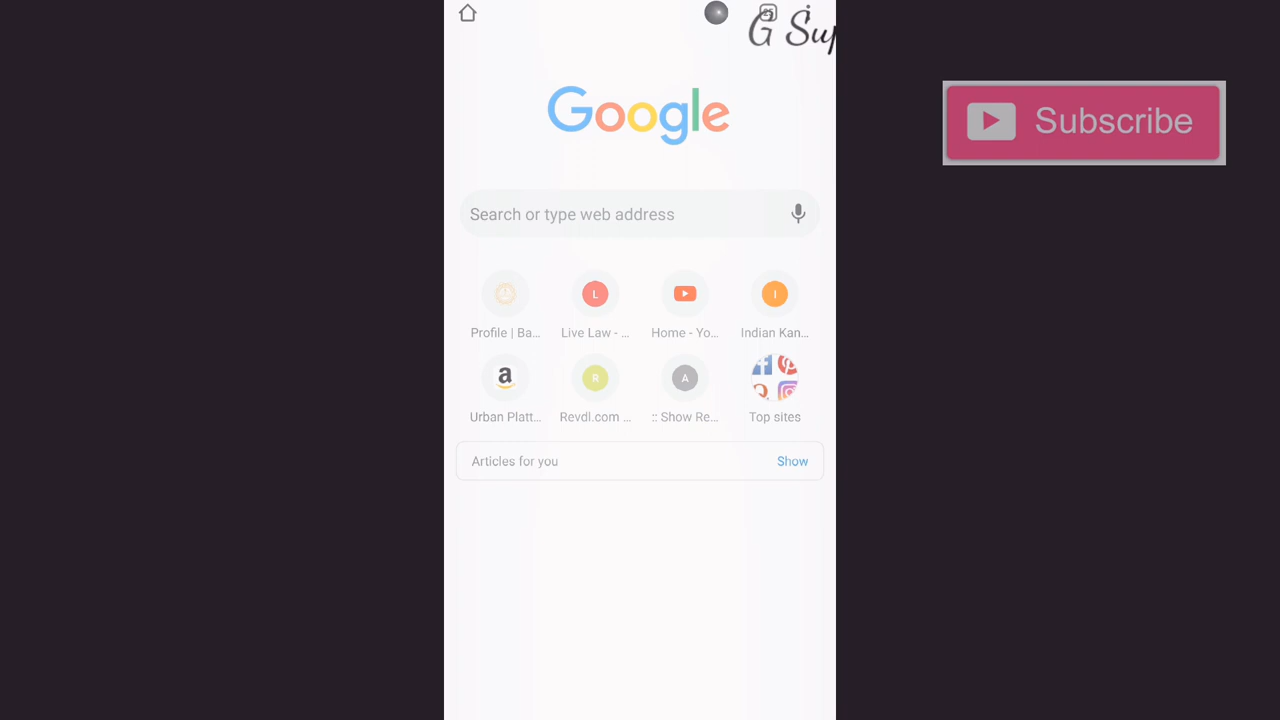 25
G Sup
Google
Subscribe
Search or type web address
L
I
Profile | Ba...
Live Law - ...
Home - Yo...
Indian Kan...
a
R
A
Urban Platt...
Revdl.com ...
:: Show Re...
Top sites
Articles for you
Show